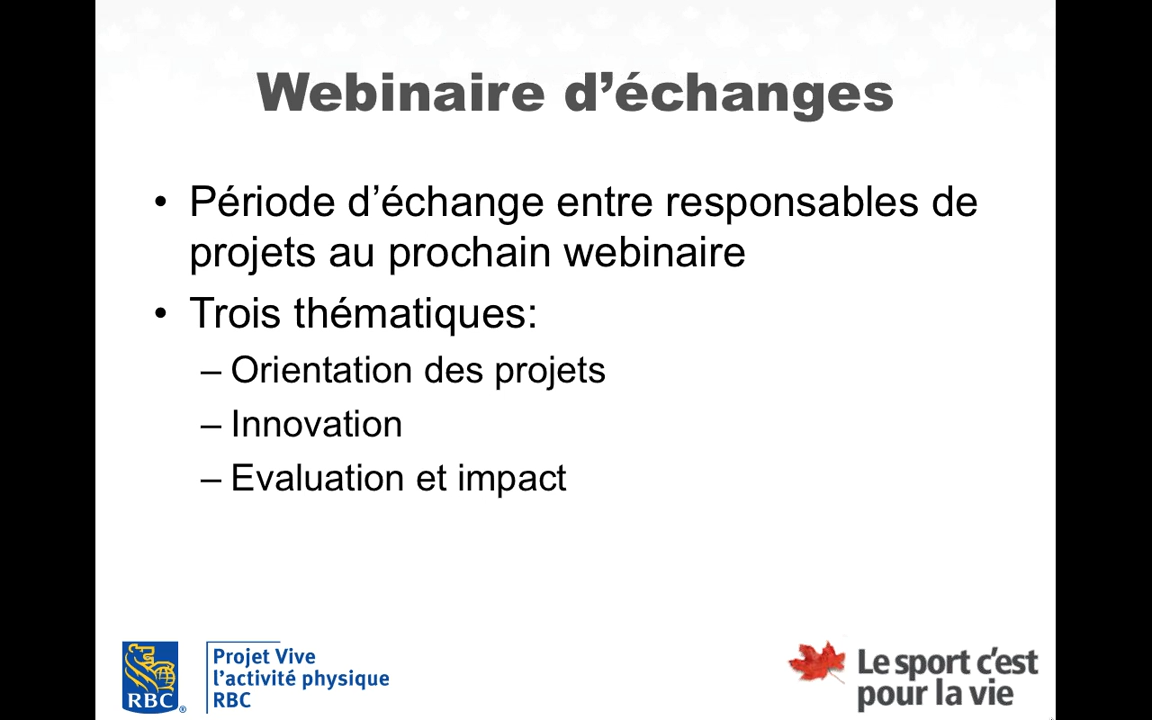 Webinaire d’échanges
• Période d’échange entre responsables de
projets au prochain webinaire
• Trois thématiques:
– Orientation des projets
– Innovation
– Evaluation et impact
RBC®
Projet Vive
l’activité physique
RBC
Le sport c’est
pour la vie